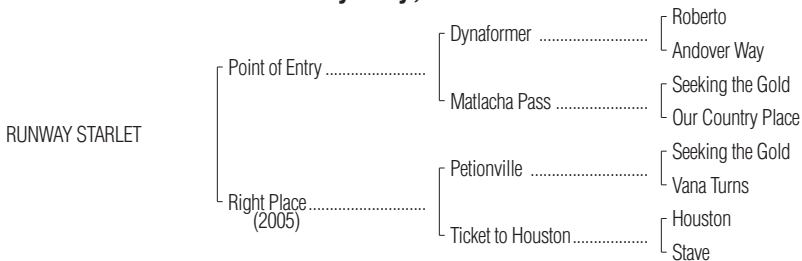 Roberto
Dynaformer ....................
Andover Way
Point of Entry .........................
Seeking the Gold
Matlacha Pass .................
Our Country Place
RUNWAY STARLET
Seeking the Gold
Petionville ......................
Vana Turns
Right Place.............................
(2005)
Houston
Ticket to Houston..................
Stave